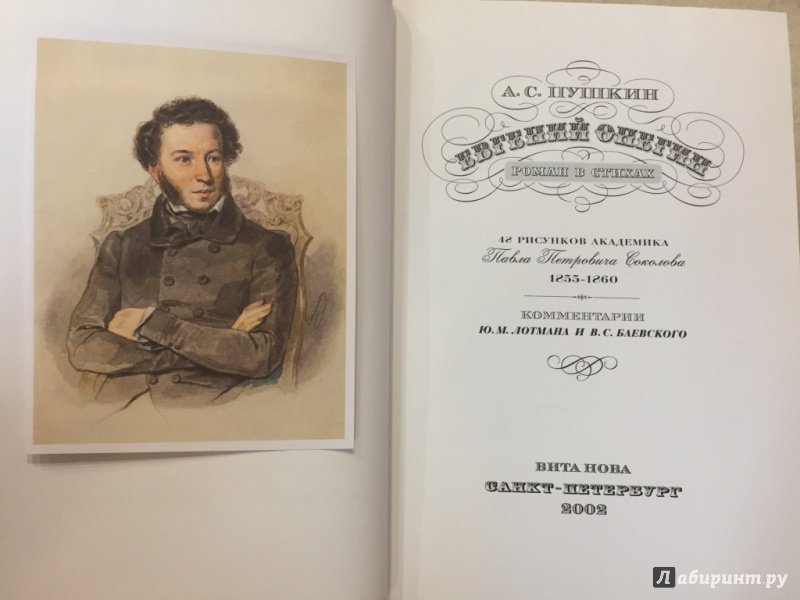 А. С. ПУШКИН
ЕВГЕНИЙ ОНЕГИН
РОМАН В СТИХАХ
48 РИСУНКОВ АКАДЕМИКА
Павла Петровича Соколова
1855-1860
КОММЕНТАРИИ
Ю. М. ЛОТМАНА И В. С. БАЕВСКОГО
ВИТА НОВА
САНКТ-ПЕТЕРБУРГ
2002
Лабиринт.ру